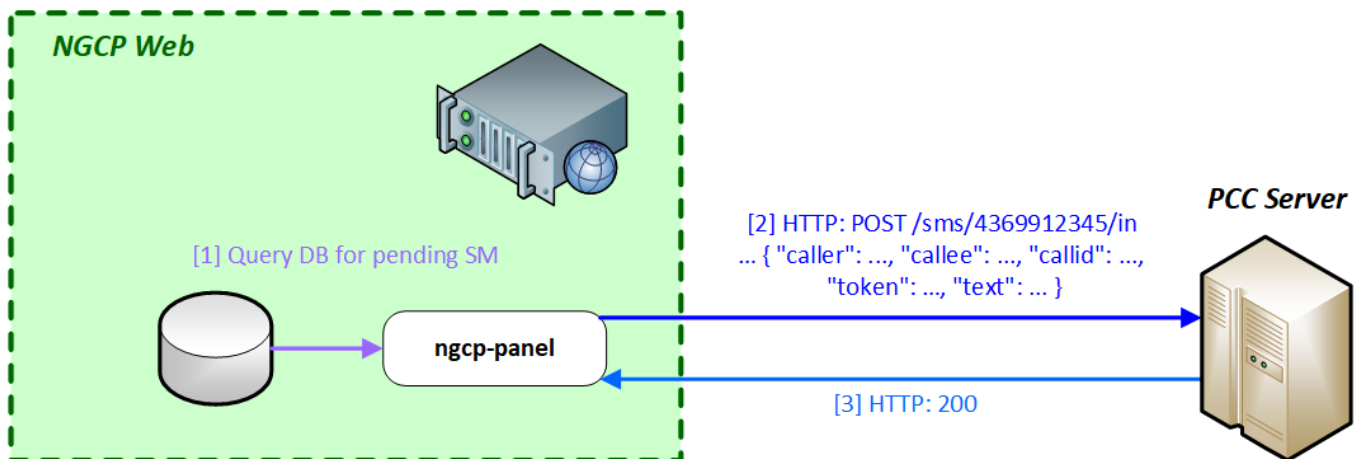 NGCP Web
PCC Server
[2] HTTP: POST /sms/4369912345/in
... { "caller": ..., "callee": ..., "callid": ...,
"token": ..., "text": ... }
[1] Query DB for pending SM
ngcp-panel
[3] HTTP: 200